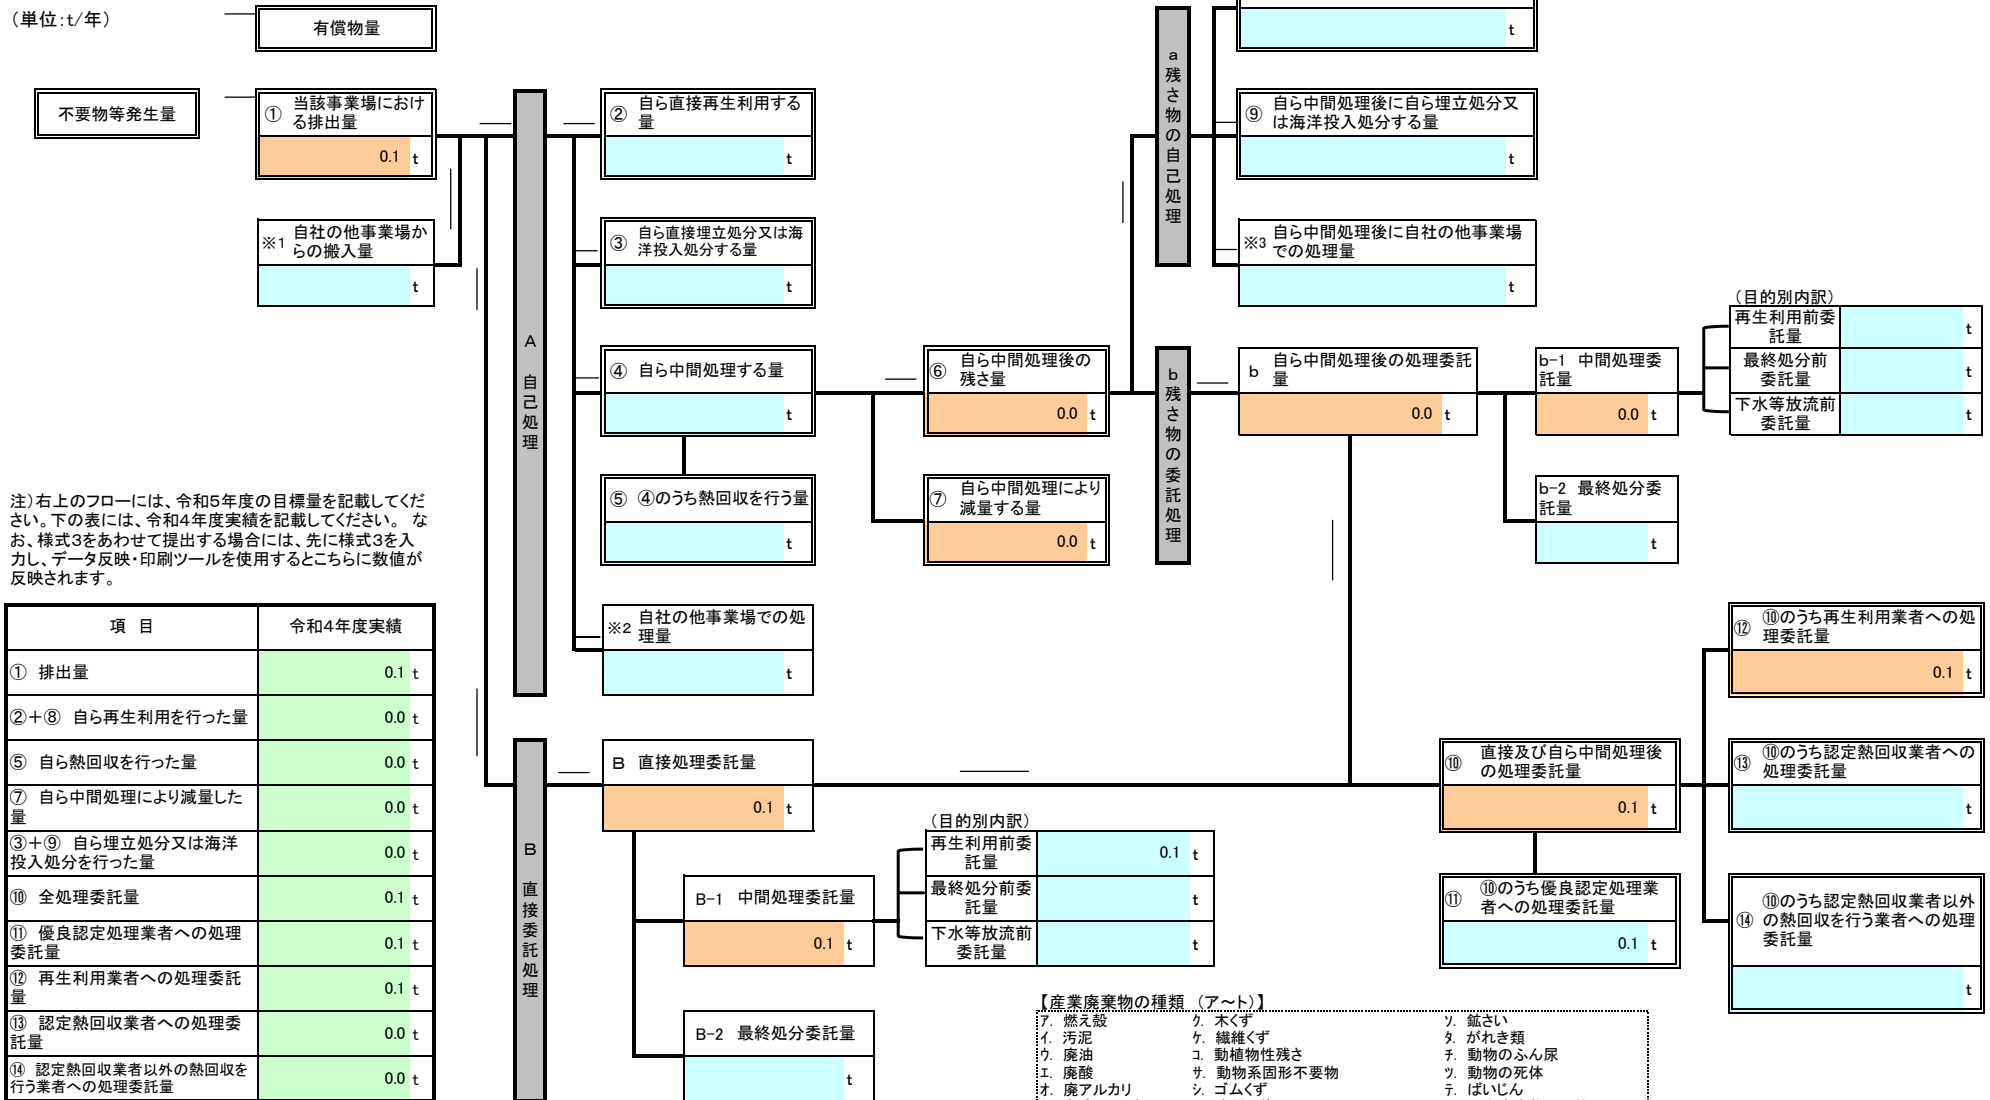 (単位:t/年)
有償物量
t
不要物等発生量
① 当該事業場におけ
る排出量
0.1 t
※1 自社の他事業場か
らの搬入量
t
A 自己処理
② 自ら直接再生利用する
量
t
③ 自ら直接埋立処分又は海
洋投入処分する量
t
④ 自ら中間処理する量
t
⑤ ④のうち熱回収を行う量
t
※2 自社の他事業場での処
理量
t
⑥ 自ら中間処理後の
残さ量
0.0 t
⑦ 自ら中間処理により
減量する量
0.0 t
a残さ物の自己処理
⑨ 自ら中間処理後に自ら埋立処分又
は海洋投入処分する量
t
※3 自ら中間処理後に自社の他事業場
での処理量
t
b残さ物の委託処理
b 自ら中間処理後の処理委託
量
0.0 t
b-1 中間処理委
託量
0.0 t
b-2 最終処分委
託量
t
(目的別内訳)
再生利用前委
託量
t
最終処分前
委託量
t
下水等放流前
委託量
t
注)右上のフローには、令和5年度の目標量を記載してくだ
さい。下の表には、令和4年度実績を記載してください。 な
お、様式3をあわせて提出する場合には、先に様式3を入
力し、データ反映・印刷ツールを使用するとこちらに数値が
反映されます。
項 目 令和4年度実績
① 排出量 0.1 t
②+⑧ 自ら再生利用を行った量 0.0 t
⑤ 自ら熱回収を行った量 0.0 t
⑦ 自ら中間処理により減量した
量 0.0 t
③+⑨ 自ら埋立処分又は海洋
投入処分を行った量 0.0 t
⑩ 全処理委託量 0.1 t
⑪ 優良認定処理業者への処理
委託量 0.1 t
⑫ 再生利用業者への処理委託
量 0.1 t
⑬ 認定熱回収業者への処理委
託量 0.0 t
⑭ 認定熱回収業者以外の熱回収を
行う業者への処理委託量 0.0 t
B 直接委託処理
B 直接処理委託量
0.1 t
B-1 中間処理委託量
0.1 t
B-2 最終処分委託量
t
(目的別内訳)
再生利用前委
託量
0.1 t
最終処分前委
託量
t
下水等放流前
委託量
t
⑩ 直接及び自ら中間処理後
の処理委託量
0.1 t
⑪ ⑩のうち優良認定処理業
者への処理委託量
0.1 t
⑫ ⑩のうち再生利用業者への処
理委託量
0.1 t
⑬ ⑩のうち認定熱回収業者への
処理委託量
t
⑭ ⑩のうち認定熱回収業者以外
の熱回収を行う業者への処理
委託量
t
【産業廃棄物の種類 (ア~ト)】
ア. 燃え殻 ク. 木くず ソ. 鉱さい
イ. 汚泥 ケ. 繊維くず タ. がれき類
ウ. 廃油 コ. 動植物性残さ チ. 動物のふん尿
エ. 廃酸 サ. 動物系固形不要物 ツ. 動物の死体
オ. 廃アルカリ シ. ゴムくず テ. ばいじん